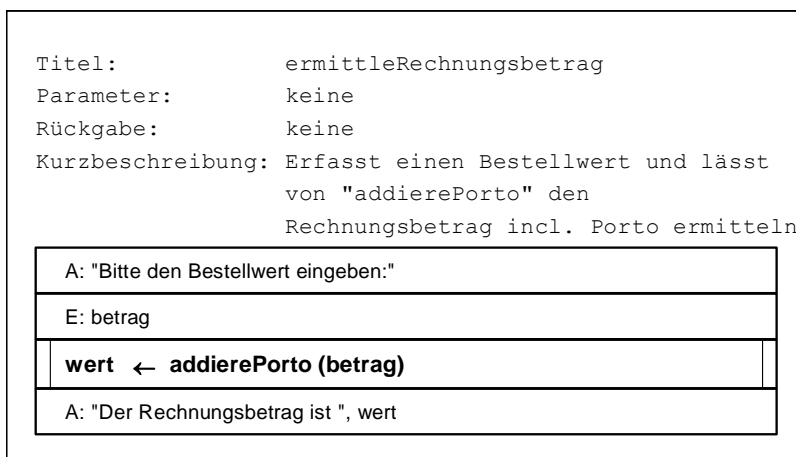 Titel: ermittleRechnungsbetrag
Parameter: keine
Rückgabe: keine
Kurzbeschreibung: Erfasst einen Bestellwert und lässt
von "addierePorto" den
Rechnungsbetrag incl. Porto ermitteln
A: "Bitte den Bestellwert eingeben:"
E: betrag
wert ← addierePorto (betrag)
A: "Der Rechnungsbetrag ist ", wert